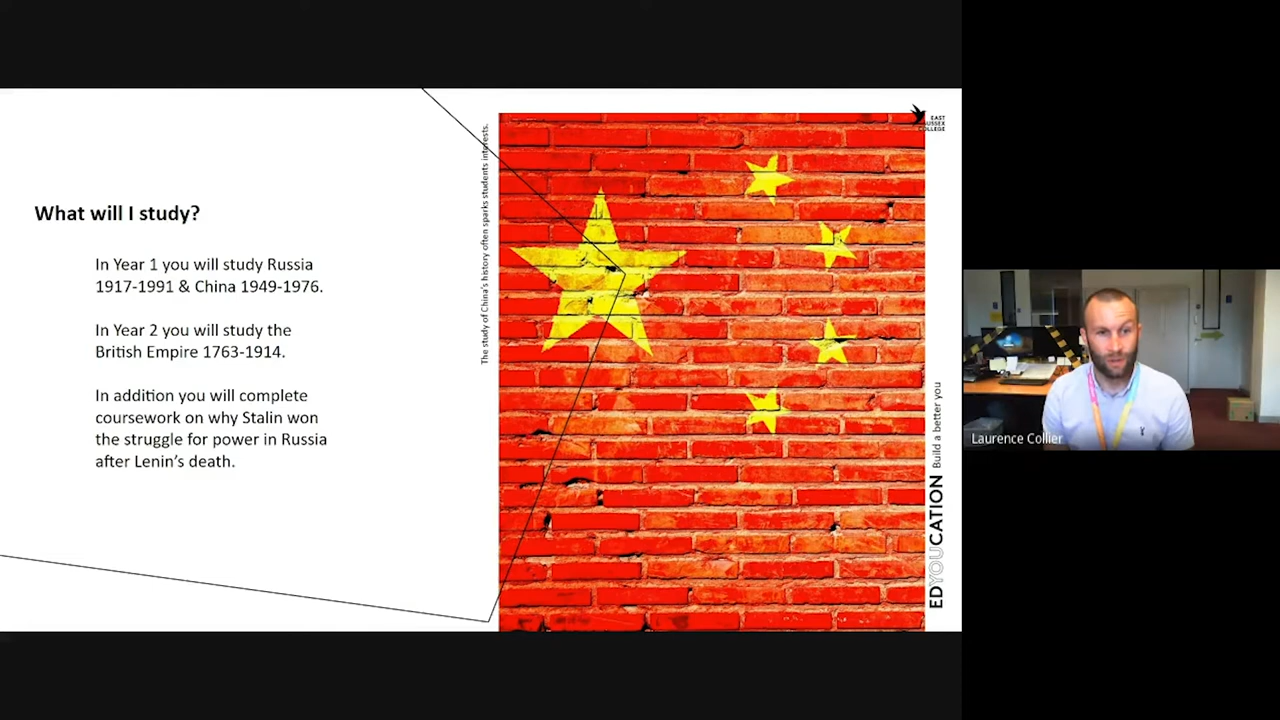 What will I study?
In Year 1 you will study Russia
1917-1991 & China 1949-1976.
In Year 2 you will study the
British Empire 1763-1914.
In addition you will complete
coursework on why Stalin won
the struggle for power in Russia
after Lenin's death.
The study of China's history often sparks students interests.
EAST
SUSSEX
COLLEGE
EDYOUCATION Build a better you
Laurence Collier